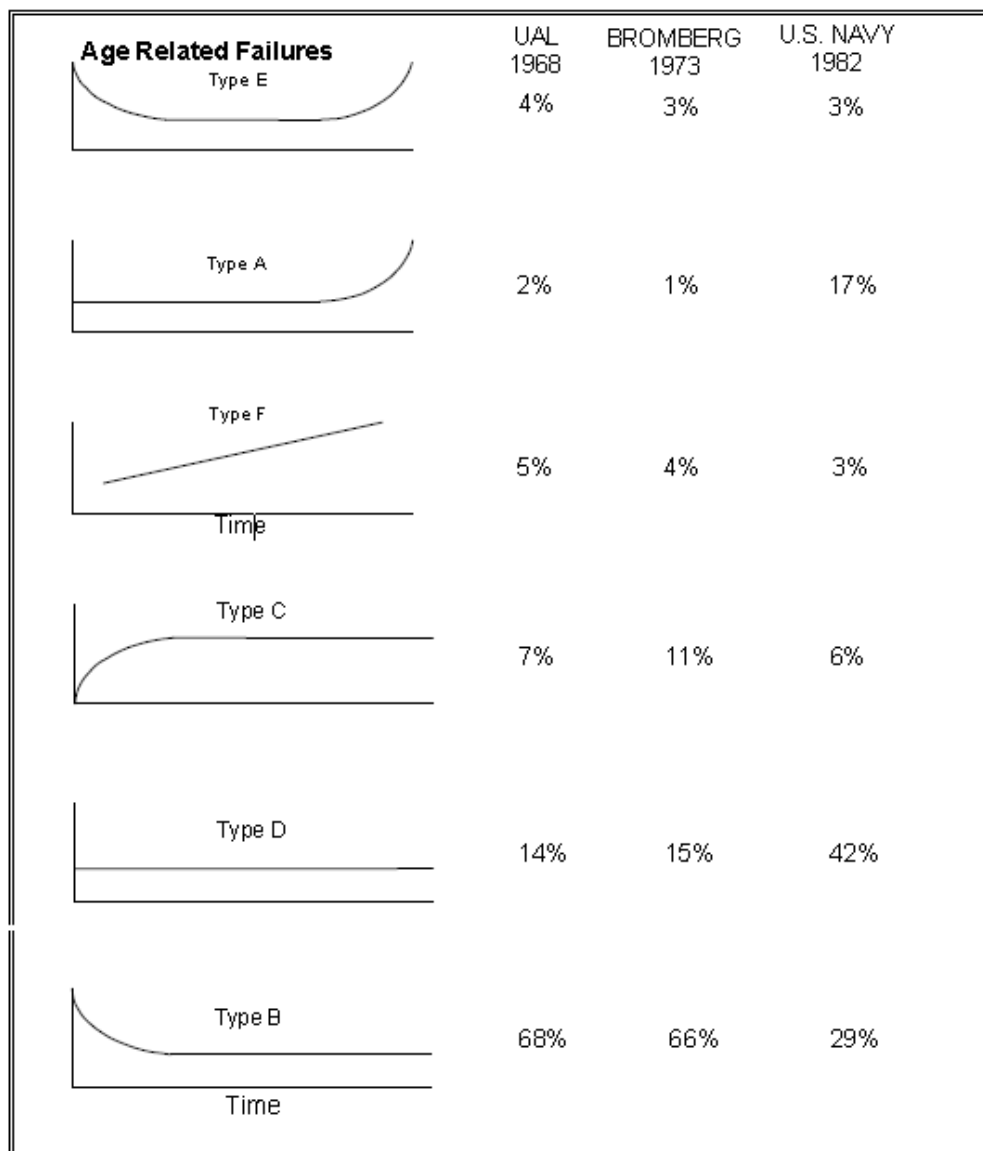 Age Related Failures
UAL BROMBERG U.S. NAVY
1968 1973 1982
Type E
4% 3% 3%
Type A
2% 1% 17%
Type F
5% 4% 3%
Time
Type C
7% 11% 6%
Type D
14% 15% 42%
Type B
68% 66% 29%
Time